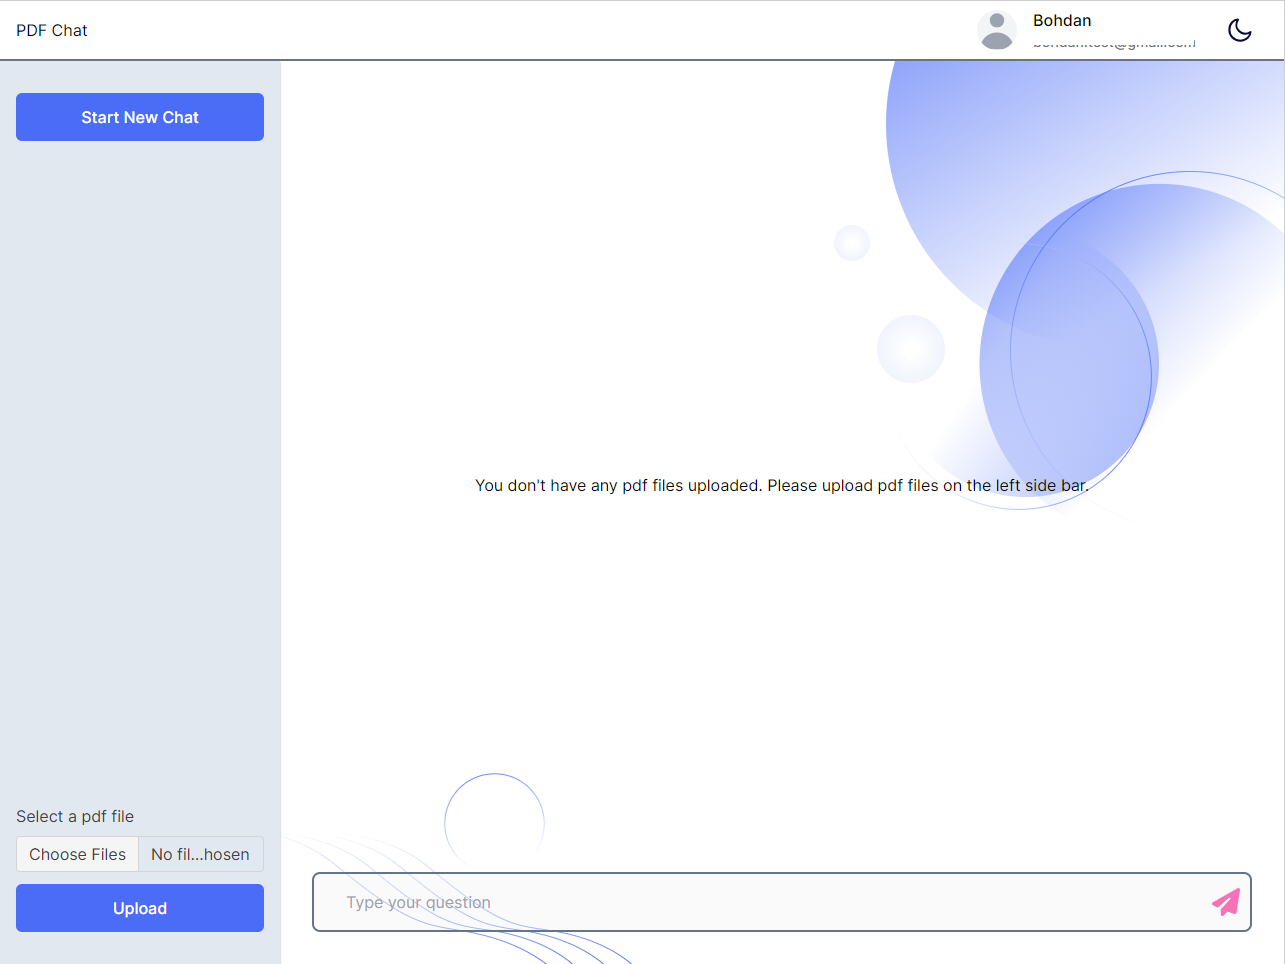 PDF Chat
Bohdan
Start New Chat
You don't have any pdf files uploaded. Please upload pdf files on the left side bar.
Select a pdf file
Choose Files No fil...hosen
Upload
Type your question